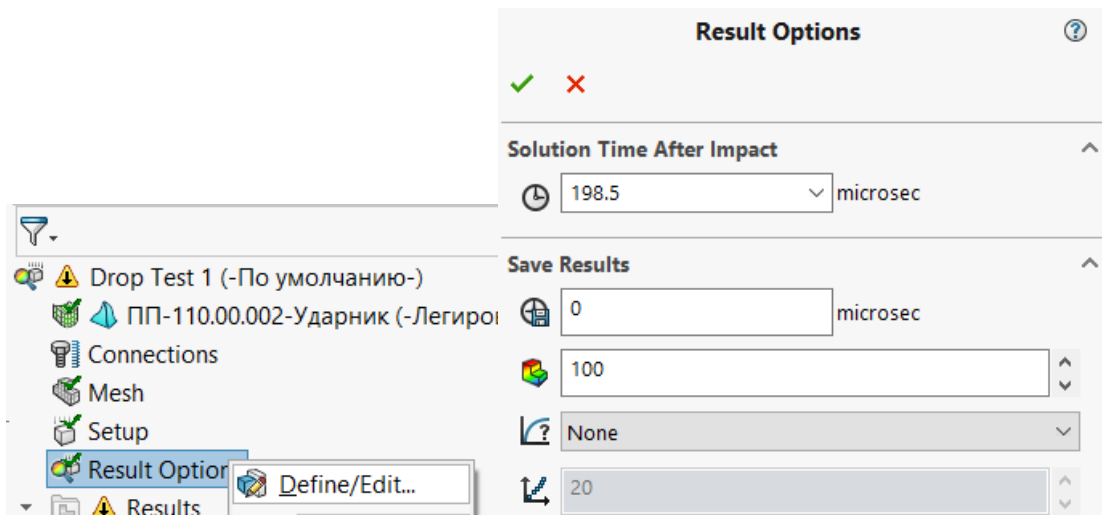 Drop Test 1 (-По умолчанию-)
ПП-110.00.002-Ударник (-Легиро
Connections
Mesh
Setup
Result Option
Define/Edit...
Results
Result Options
Solution Time After Impact
198.5 microsec
Save Results
0 microsec
100
None
20